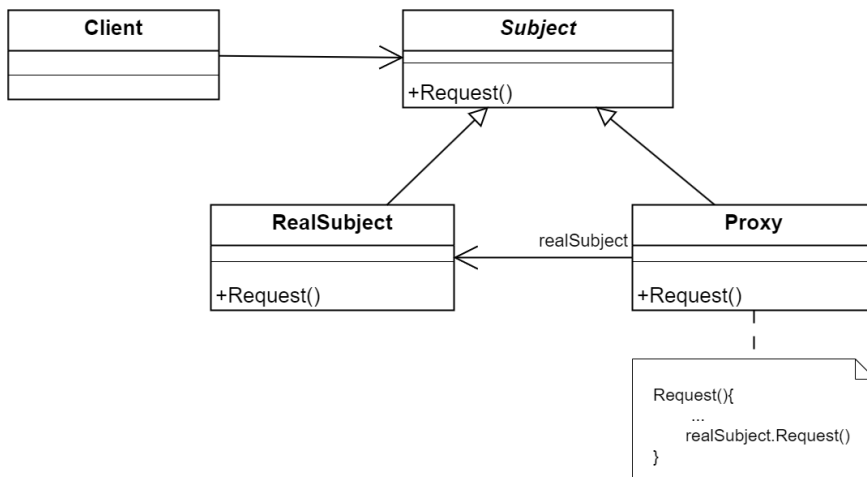 Client
Subject
+Request()
RealSubject
+Request()
realSubject
Proxy
+Request()
Request(){
...
realSubject.Request()
}